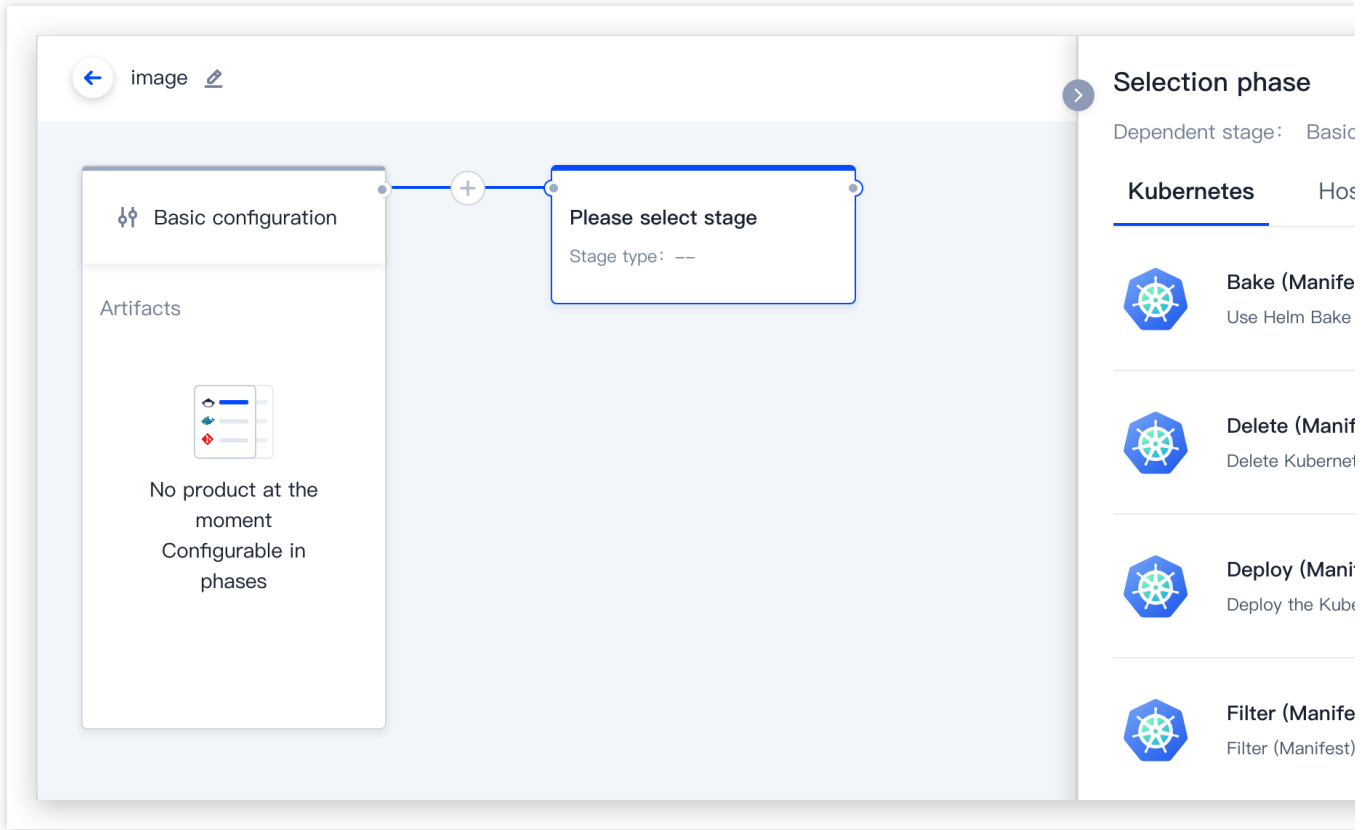 image
Basic configuration
Artifacts
No product at the
moment
Configurable in
phases
Please select stage
Stage type: --
Selection phase
Dependent stage: Basic
Kubernetes
Bake (Manife
Use Helm Bake
Delete (Manif
Delete Kubernet
Deploy (Manif
Deploy the Kube
Filter (Manife
Filter (Manifest)